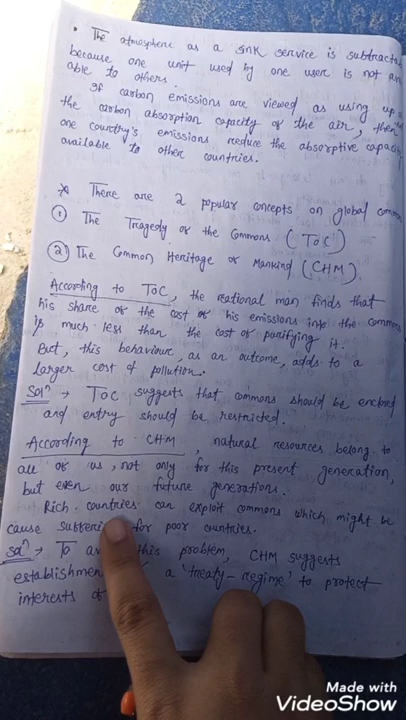 • The atmosphere as a sink service is subtracta
because one unit used by one user is not av
able to others.
If carbon emissions are viewed as using up
the carbon absorption capacity of the air, then
one country's emissions reduce the absorptive capacity
available to other countries.
* There are 2 popular concepts on global common
① The Tragedy of the Commons (TOC)
② The Common Heritage of Mankind (CHM).
According to TOC, the rational man finds that
his share of the cost of his emissions into the commons
is much less than the cost of purifying it.
But, this behaviour, as an outcome, adds to a
larger cost of pollution.
Solⁿ → TOC suggests that commons should be enclosed
and entry should be restricted.
According to CHM, natural resources belong to
all of us, not only for this present generation,
but even our future generations.
Rich countries can exploit commons which might be
cause for poor countries.
Solⁿ → To this problem, CHM suggests
a 'treaty-regime' to protect
interests
Made with
VideoShow